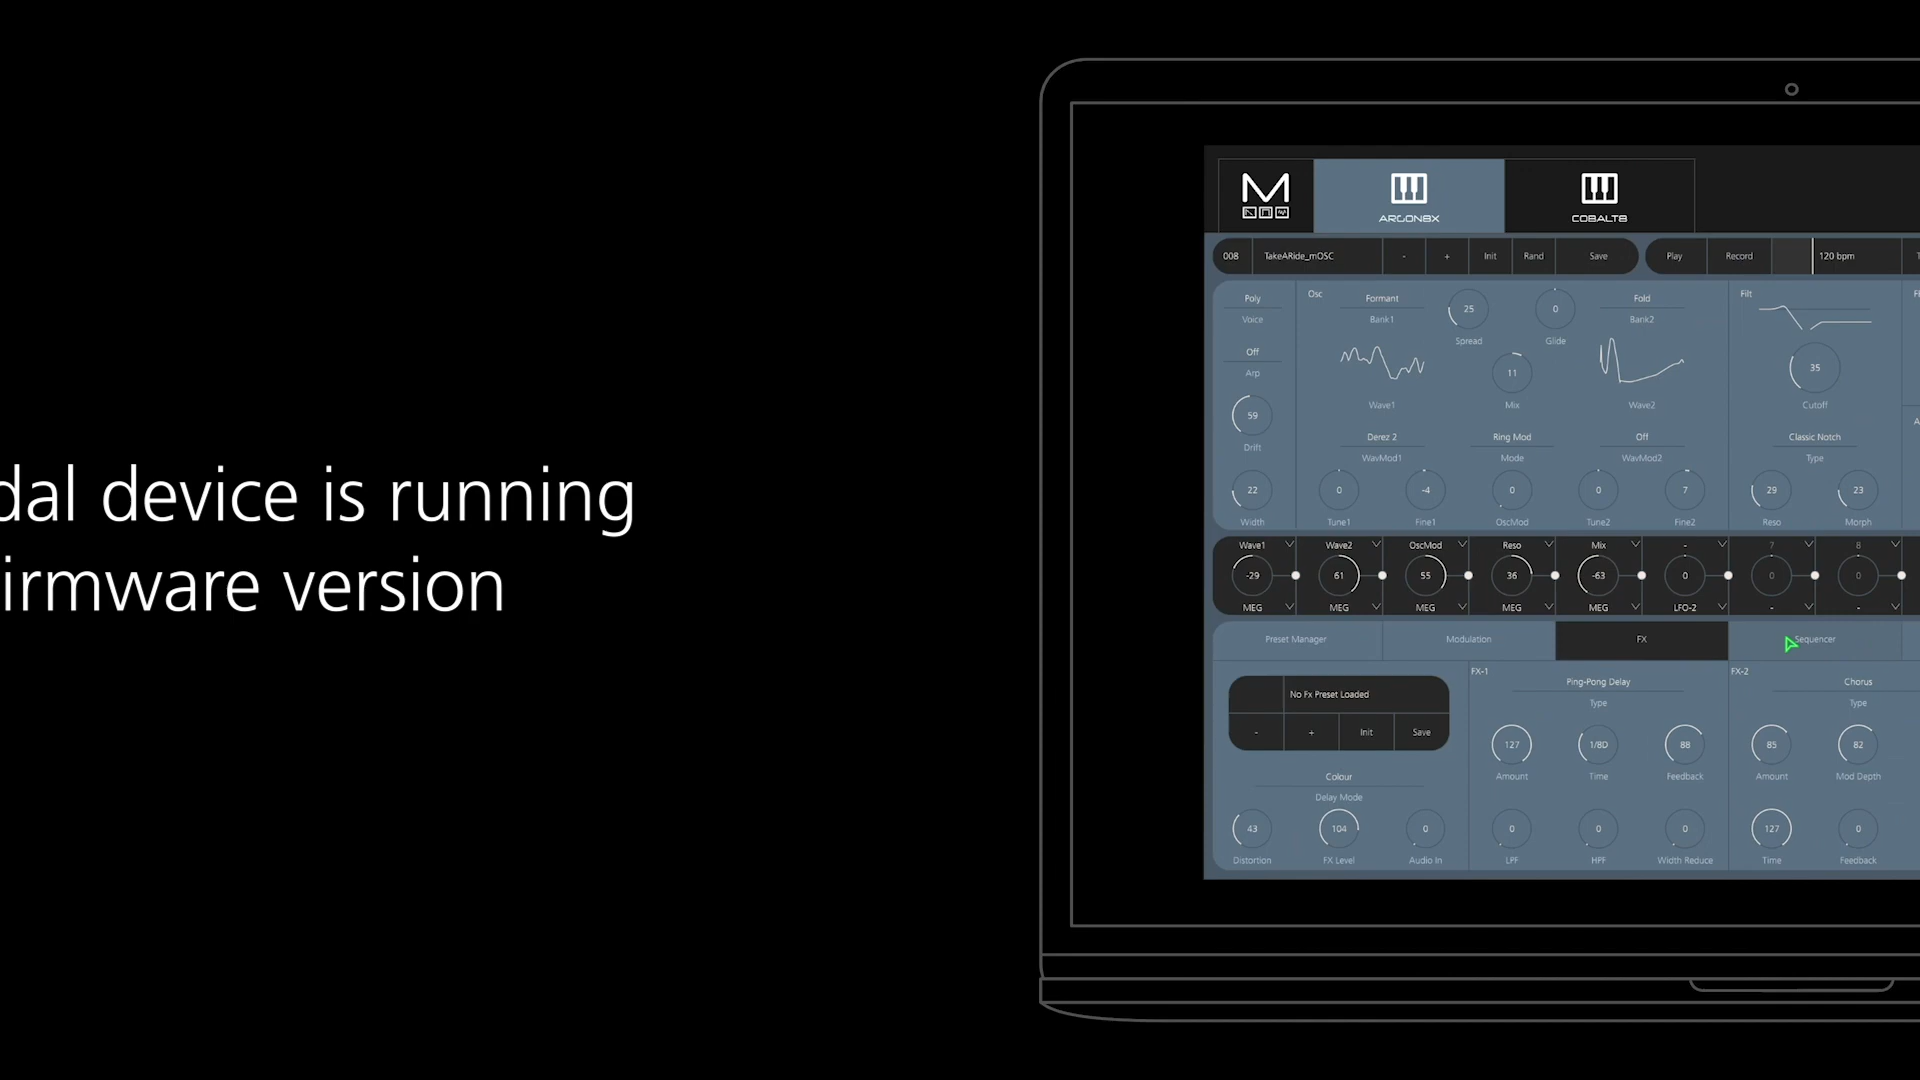 dal device is running
irmware version
ARGON8X
COBALT8
008 TakeARide_mOSC - + Init Rand Save Play Record 120 bpm
Poly
Voice
Off
Arp
59
Drift
22
Width
Osc
Formant
Bank1
25
Spread
0
Glide
Fold
Bank2
Wave1
11
Mix
Wave2
Derez 2
WavMod1
Ring Mod
Mode
Off
WavMod2
0
Tune1
-4
Fine1
0
OscMod
0
Tune2
7
Fine2
Filt
35
Cutoff
Classic Notch
Type
29
Reso
23
Morph
Wave1 Wave2 OscMod Reso Mix - 7 8
-29 61 55 36 -63 0 0 0
MEG MEG MEG MEG MEG LFO-2 - -
Preset Manager Modulation FX Sequencer
No Fx Preset Loaded
- + Init Save
Colour
Delay Mode
43
Distortion
104
FX Level
0
Audio In
FX-1
Ping-Pong Delay
Type
127
Amount
1/8D
Time
88
Feedback
0
LPF
0
HPF
0
Width Reduce
FX-2
Chorus
Type
85
Amount
82
Mod Depth
127
Time
0
Feedback